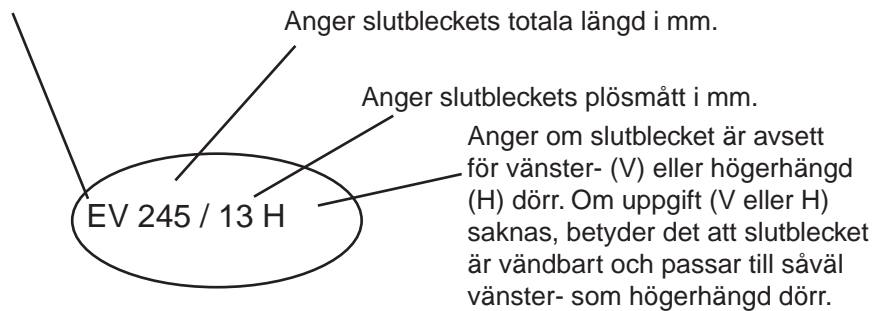 Anger slutbleckets totala längd i mm.
Anger slutbleckets plösmått i mm.
Anger om slutblecket är avsett
för vänster- (V) eller högerhängd
(H) dörr. Om uppgift (V eller H)
saknas, betyder det att slutblecket
är vändbart och passar till såväl
vänster- som högerhängd dörr.
EV 245 / 13 H